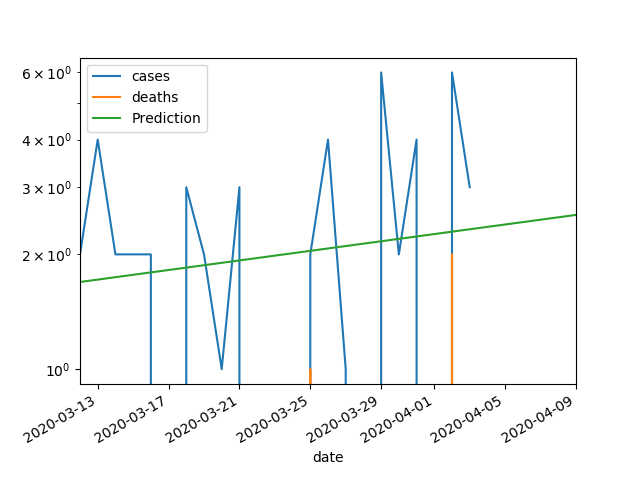 cases
deaths
Prediction
6 × 10⁰
4 × 10⁰
3 × 10⁰
2 × 10⁰
10⁰
2020-03-13
2020-03-17
2020-03-21
2020-03-25
2020-03-29
2020-04-01
2020-04-05
2020-04-09
date